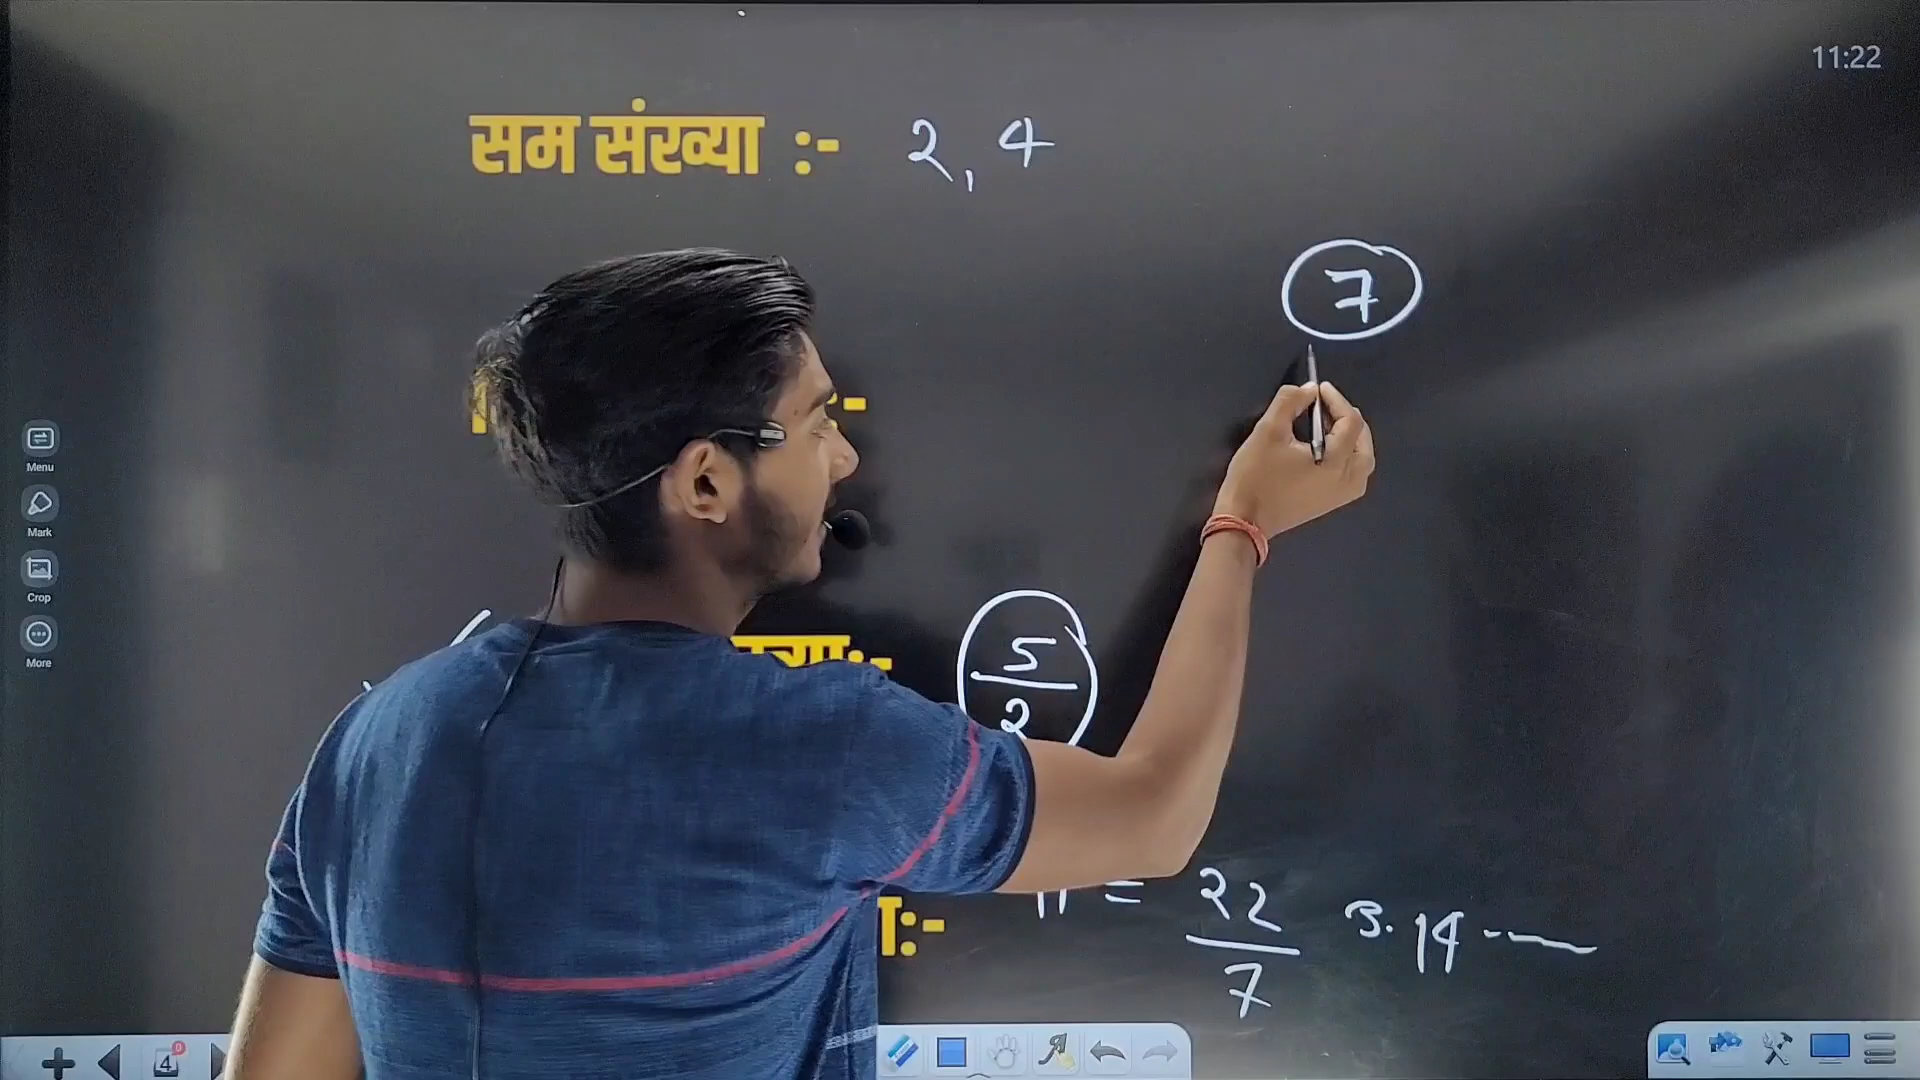 11:22
सम संख्या :- 2, 4
7
:-
Menu
Mark
Crop
More
5
2
π = 22/7 3.14
4